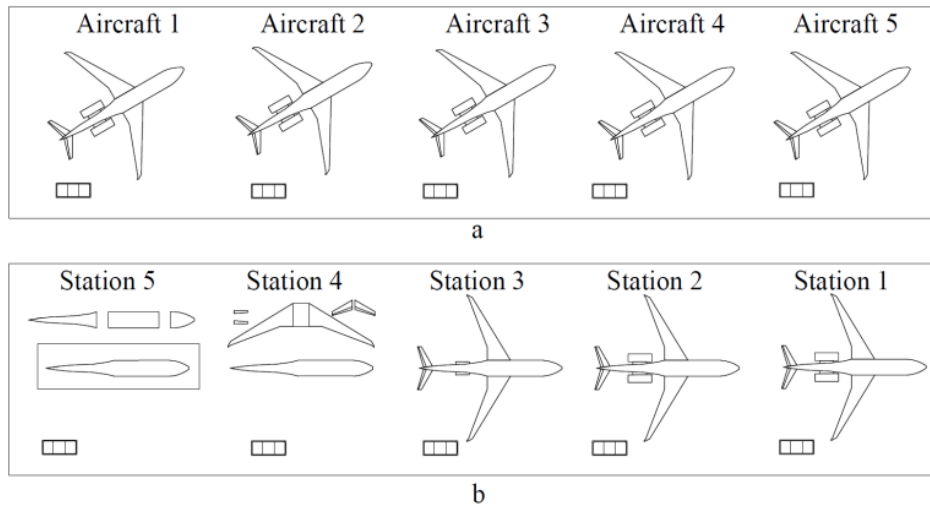 Aircraft 1 Aircraft 2 Aircraft 3 Aircraft 4 Aircraft 5
a
Station 5 Station 4 Station 3 Station 2 Station 1
b